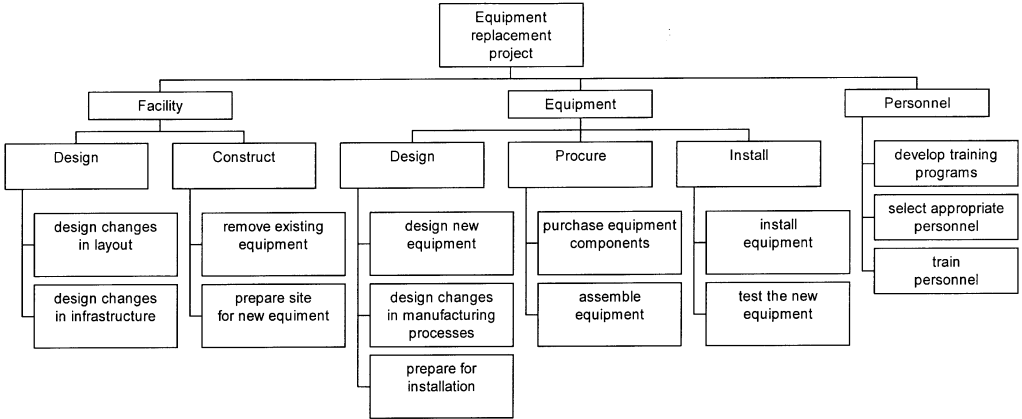 Equipment
replacement
project
Facility
Equipment
Personnel
Design
Construct
Design
Procure
Install
develop training
programs
select appropriate
personnel
train
personnel
design changes
in layout
design changes
in infrastructure
remove existing
equipment
prepare site
for new equiment
design new
equipment
design changes
in manufacturing
processes
prepare for
installation
purchase equipment
components
assemble
equipment
install
equipment
test the new
equipment